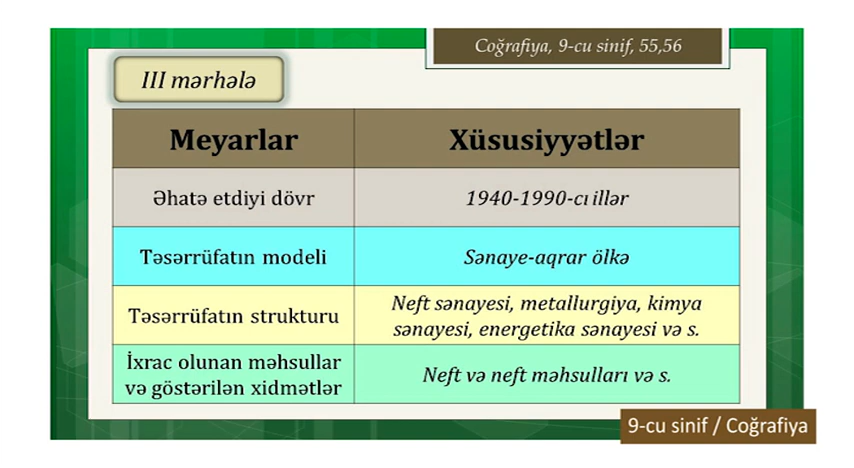 Coğrafiya, 9-cu sinif, 55,56
III mərhələ
Meyarlar
Xüsusiyyətlər
Əhatə etdiyi dövr
1940-1990-cı illər
Təsərrüfatın modeli
Sənaye-aqrar ölkə
Təsərrüfatın strukturu
Neft sənayesi, metallurgiya, kimya
sənayesi, energetika sənayesi və s.
İxrac olunan məhsullar
və göstərilən xidmətlər
Neft və neft məhsulları və s.
9-cu sinif / Coğrafiya